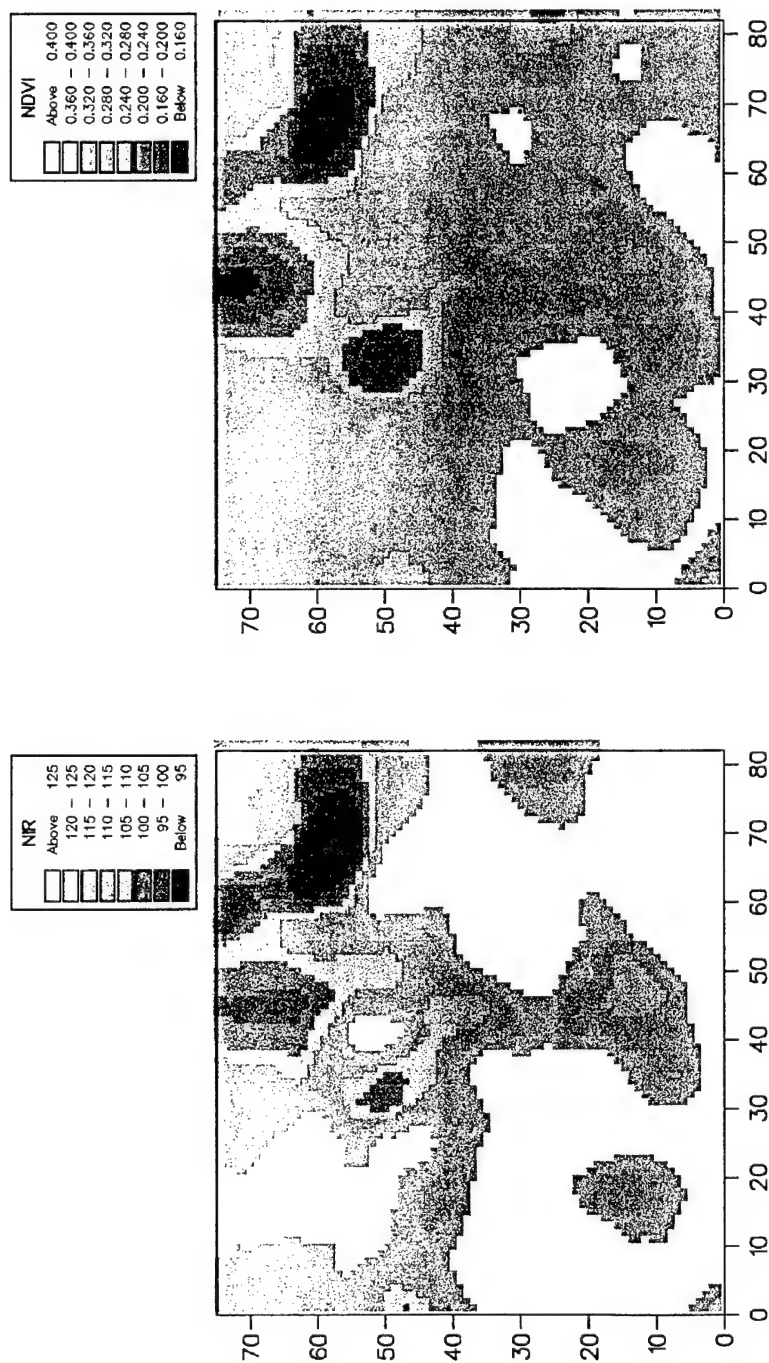 NIR
Above 125
120 – 125
115 – 120
110 – 115
105 – 110
100 – 105
95 – 100
Below 95
70
60
50
40
30
20
10
0
0 10 20 30 40 50 60 70 80
NDVI
Above 0.400
0.360 – 0.400
0.320 – 0.360
0.280 – 0.320
0.240 – 0.280
0.200 – 0.240
0.160 – 0.200
Below 0.160
70
60
50
40
30
20
10
0
0 10 20 30 40 50 60 70 80